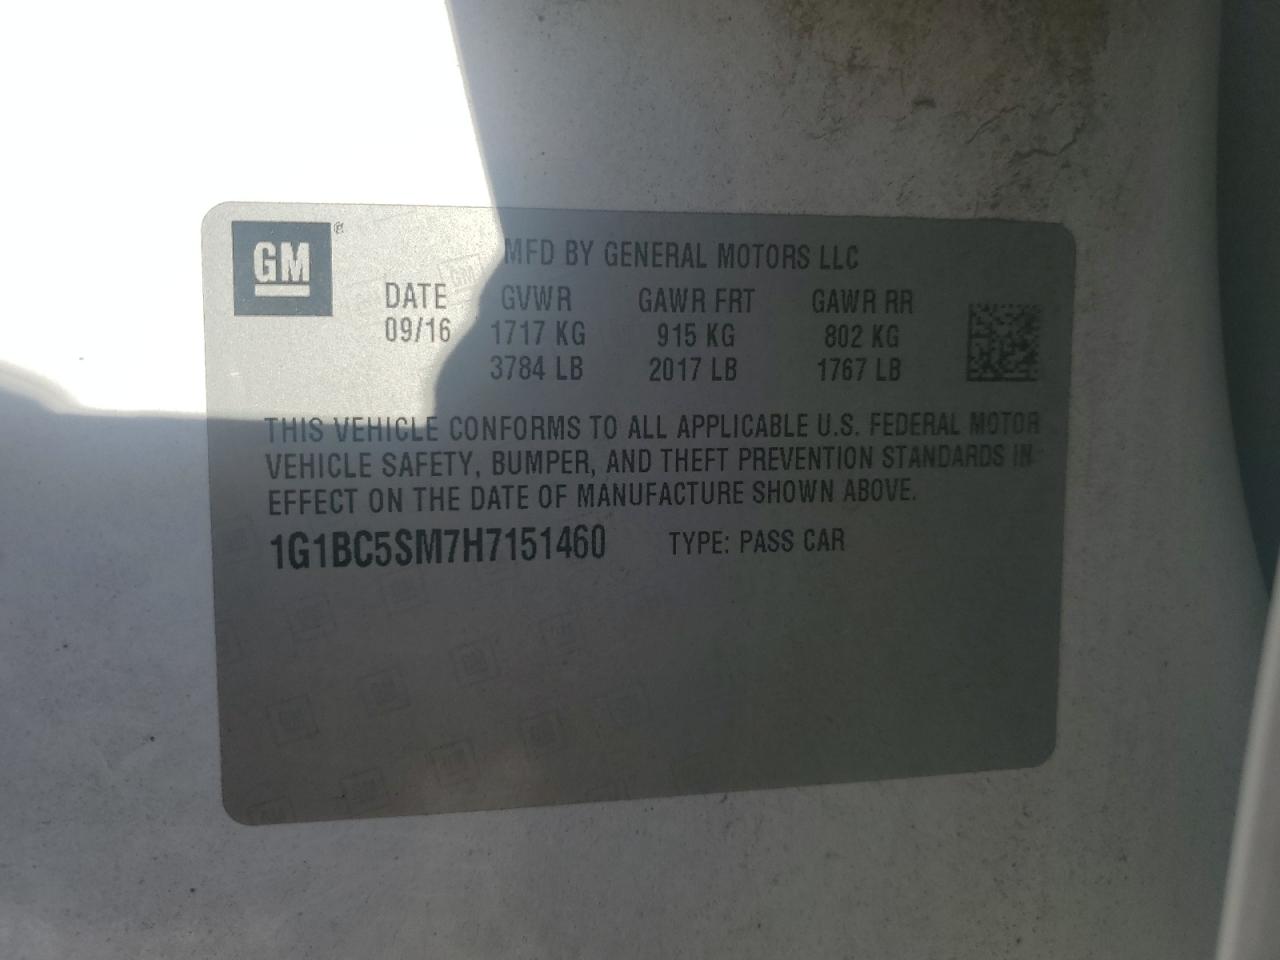 GM®
MFD BY GENERAL MOTORS LLC
DATE GVWR GAWR FRT GAWR RR
09/16 1717 KG 915 KG 802 KG
3784 LB 2017 LB 1767 LB
THIS VEHICLE CONFORMS TO ALL APPLICABLE U.S. FEDERAL MOTOR
VEHICLE SAFETY, BUMPER, AND THEFT PREVENTION STANDARDS IN
EFFECT ON THE DATE OF MANUFACTURE SHOWN ABOVE.
1G1BC5SM7H7151460 TYPE: PASS CAR